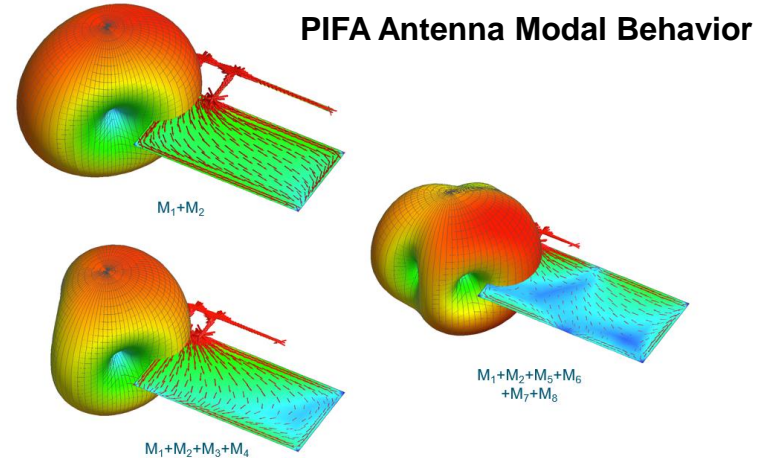 PIFA Antenna Modal Behavior
M₁+M₂
M₁+M₂+M₅+M₆
+M₇+M₈
M₁+M₂+M₃+M₄